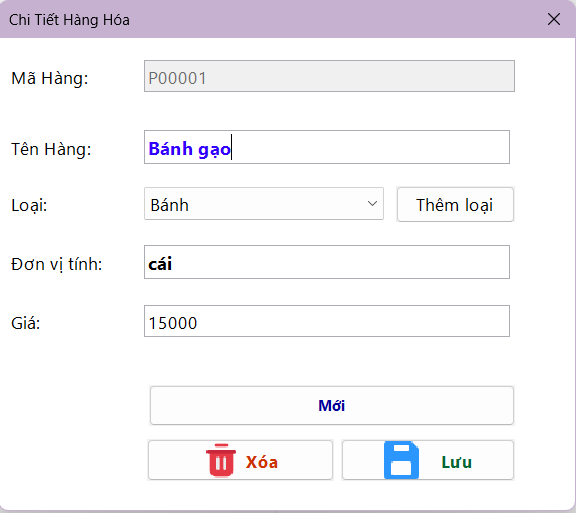 Chi Tiết Hàng Hóa
Mã Hàng: P00001
Tên Hàng: Bánh gạo
Loại: Bánh Thêm loại
Đơn vị tính: cái
Giá: 15000
Mới
Xóa Lưu